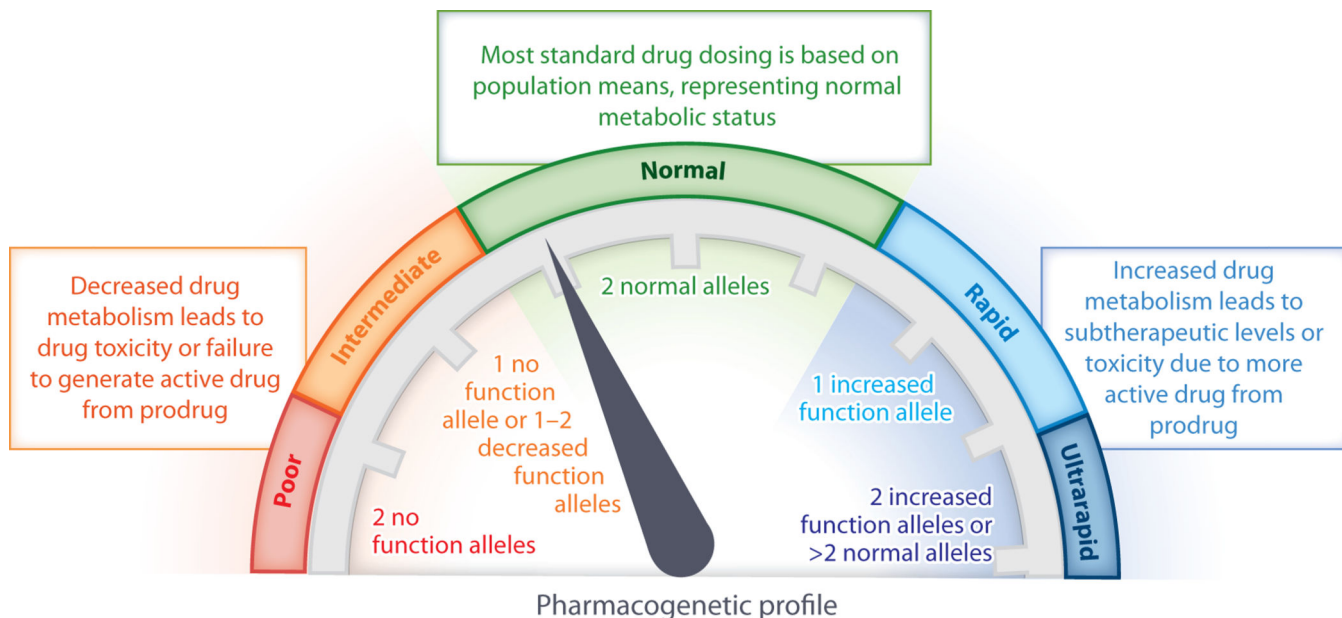 Most standard drug dosing is based on
population means, representing normal
metabolic status
Normal
Intermediate
Rapid
Poor
Ultrarapid
Decreased drug
metabolism leads to
drug toxicity or failure
to generate active drug
from prodrug
Increased drug
metabolism leads to
subtherapeutic levels or
toxicity due to more
active drug from
prodrug
2 normal alleles
1 no
function
allele or 1–2
decreased
function
alleles
1 increased
function allele
2 no
function alleles
2 increased
function alleles or
>2 normal alleles
Pharmacogenetic profile